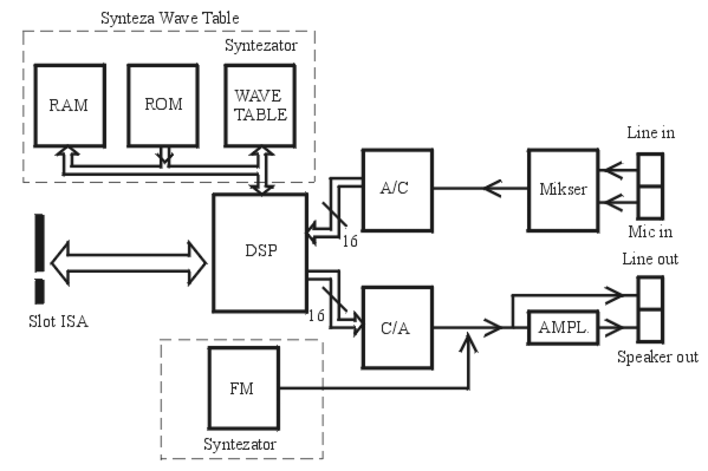 Synteza Wave Table
Syntezator
RAM
ROM
WAVE
TABLE
Line in
A/C
Mikser
16
Mic in
DSP
Line out
Slot ISA
16
C/A
AMPL.
Speaker out
FM
Syntezator